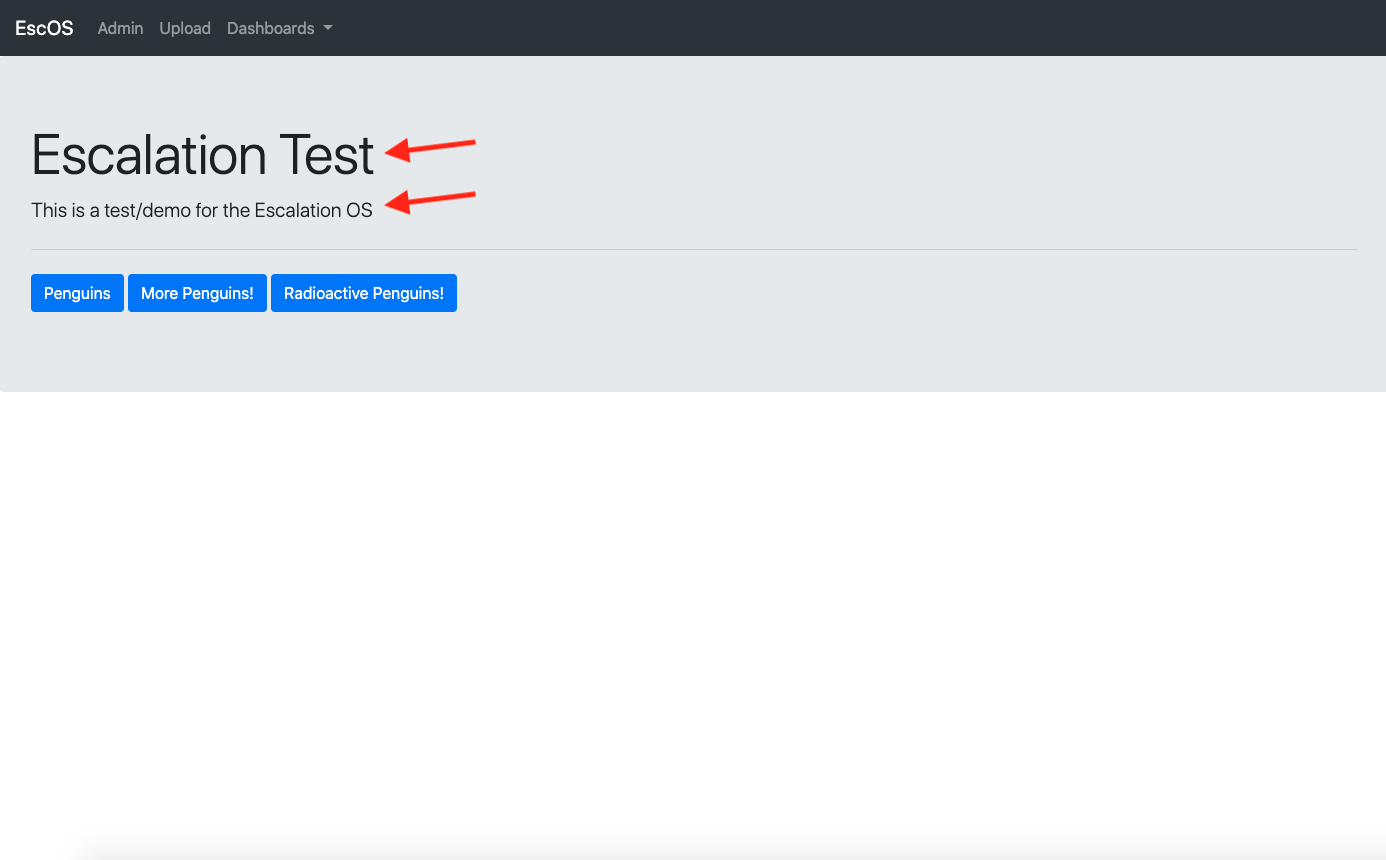 EscOS Admin Upload Dashboards
Escalation Test
This is a test/demo for the Escalation OS
Penguins More Penguins! Radioactive Penguins!